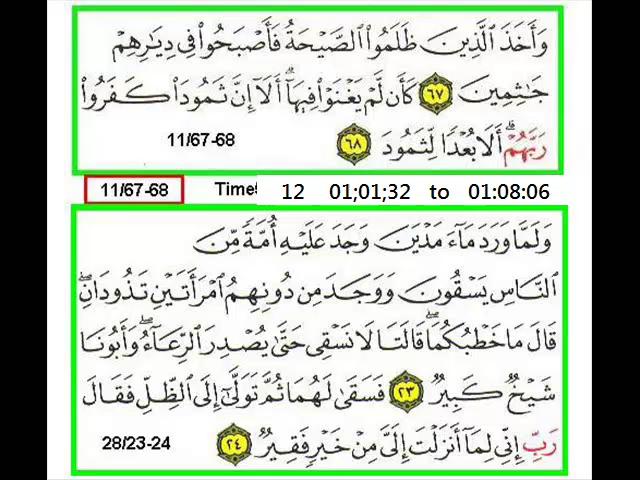 وَأَخَذَ ٱلَّذِينَ ظَلَمُوا۟ ٱلصَّيْحَةُ فَأَصْبَحُوا۟ فِى دِيَٰرِهِمْ
جَٰثِمِينَ ٦٧ كَأَن لَّمْ يَغْنَوْا۟ فِيهَآ ۗ أَلَآ إِنَّ ثَمُودَا۟ كَفَرُوا۟
رَبَّهُمْ ۗ أَلَا بُعْدًا لِّثَمُودَ ٦٨
11/67-68
11/67-68 Time: 12 01;01;32 to 01:08:06
وَلَمَّا وَرَدَ مَآءَ مَدْيَنَ وَجَدَ عَلَيْهِ أُمَّةً مِّنَ
ٱلنَّاسِ يَسْقُونَ وَوَجَدَ مِن دُونِهِمُ ٱمْرَأَتَيْنِ تَذُودَانِ ۖ
قَالَ مَا خَطْبُكُمَا ۖ قَالَتَا لَا نَسْقِى حَتَّىٰ يُصْدِرَ ٱلرِّعَآءُ ۖ وَأَبُونَا
شَيْخٌ كَبِيرٌ ٢٣ فَسَقَىٰ لَهُمَا ثُمَّ تَوَلَّىٰٓ إِلَى ٱلظِّلِّ فَقَالَ
رَبِّ إِنِّى لِمَآ أَنزَلْتَ إِلَىَّ مِنْ خَيْرٍ فَقِيرٌ ٢٤
28/23-24